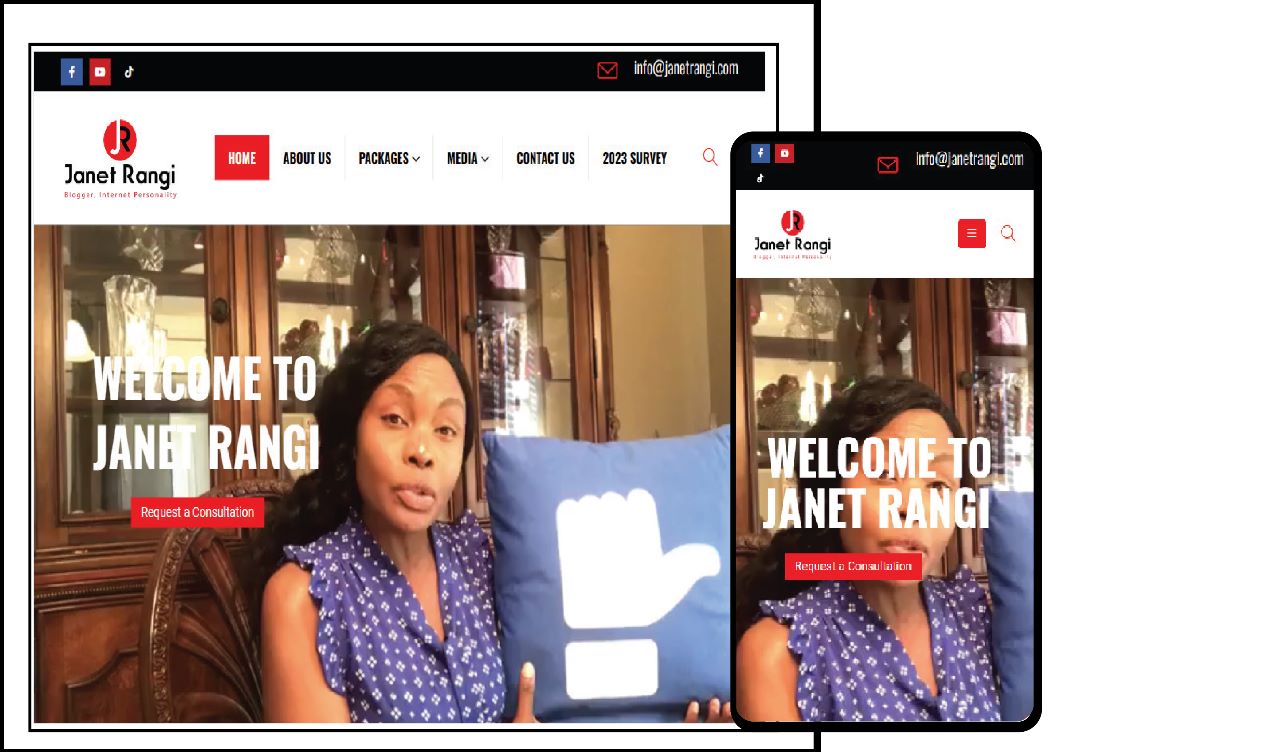 info@janetrangi.com
JR
Janet Rangi
Blogger, Internet Personality
HOME
ABOUT US
PACKAGES
MEDIA
CONTACT US
2023 SURVEY
WELCOME TO
JANET RANGI
Request a Consultation
info@janetrangi.com
JR
Janet Rangi
Blogger, Internet Personality
WELCOME TO
JANET RANGI
Request a Consultation